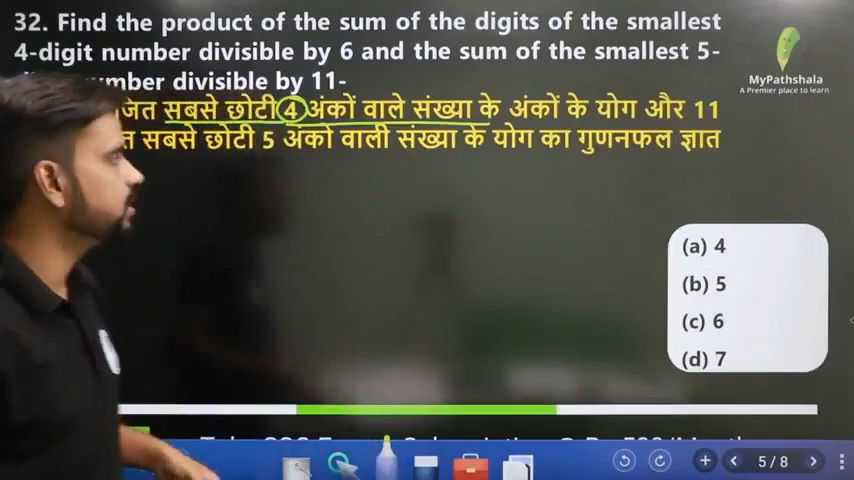 32. Find the product of the sum of the digits of the smallest
4-digit number divisible by 6 and the sum of the smallest 5-
number divisible by 11-
सबसे छोटी 4 अंकों वाले संख्या के अंकों के योग और 11
सबसे छोटी 5 अंकों वाली संख्या के योग का गुणनफल ज्ञात
MyPathshala
A Premier place to learn
(a) 4
(b) 5
(c) 6
(d) 7
5 / 8